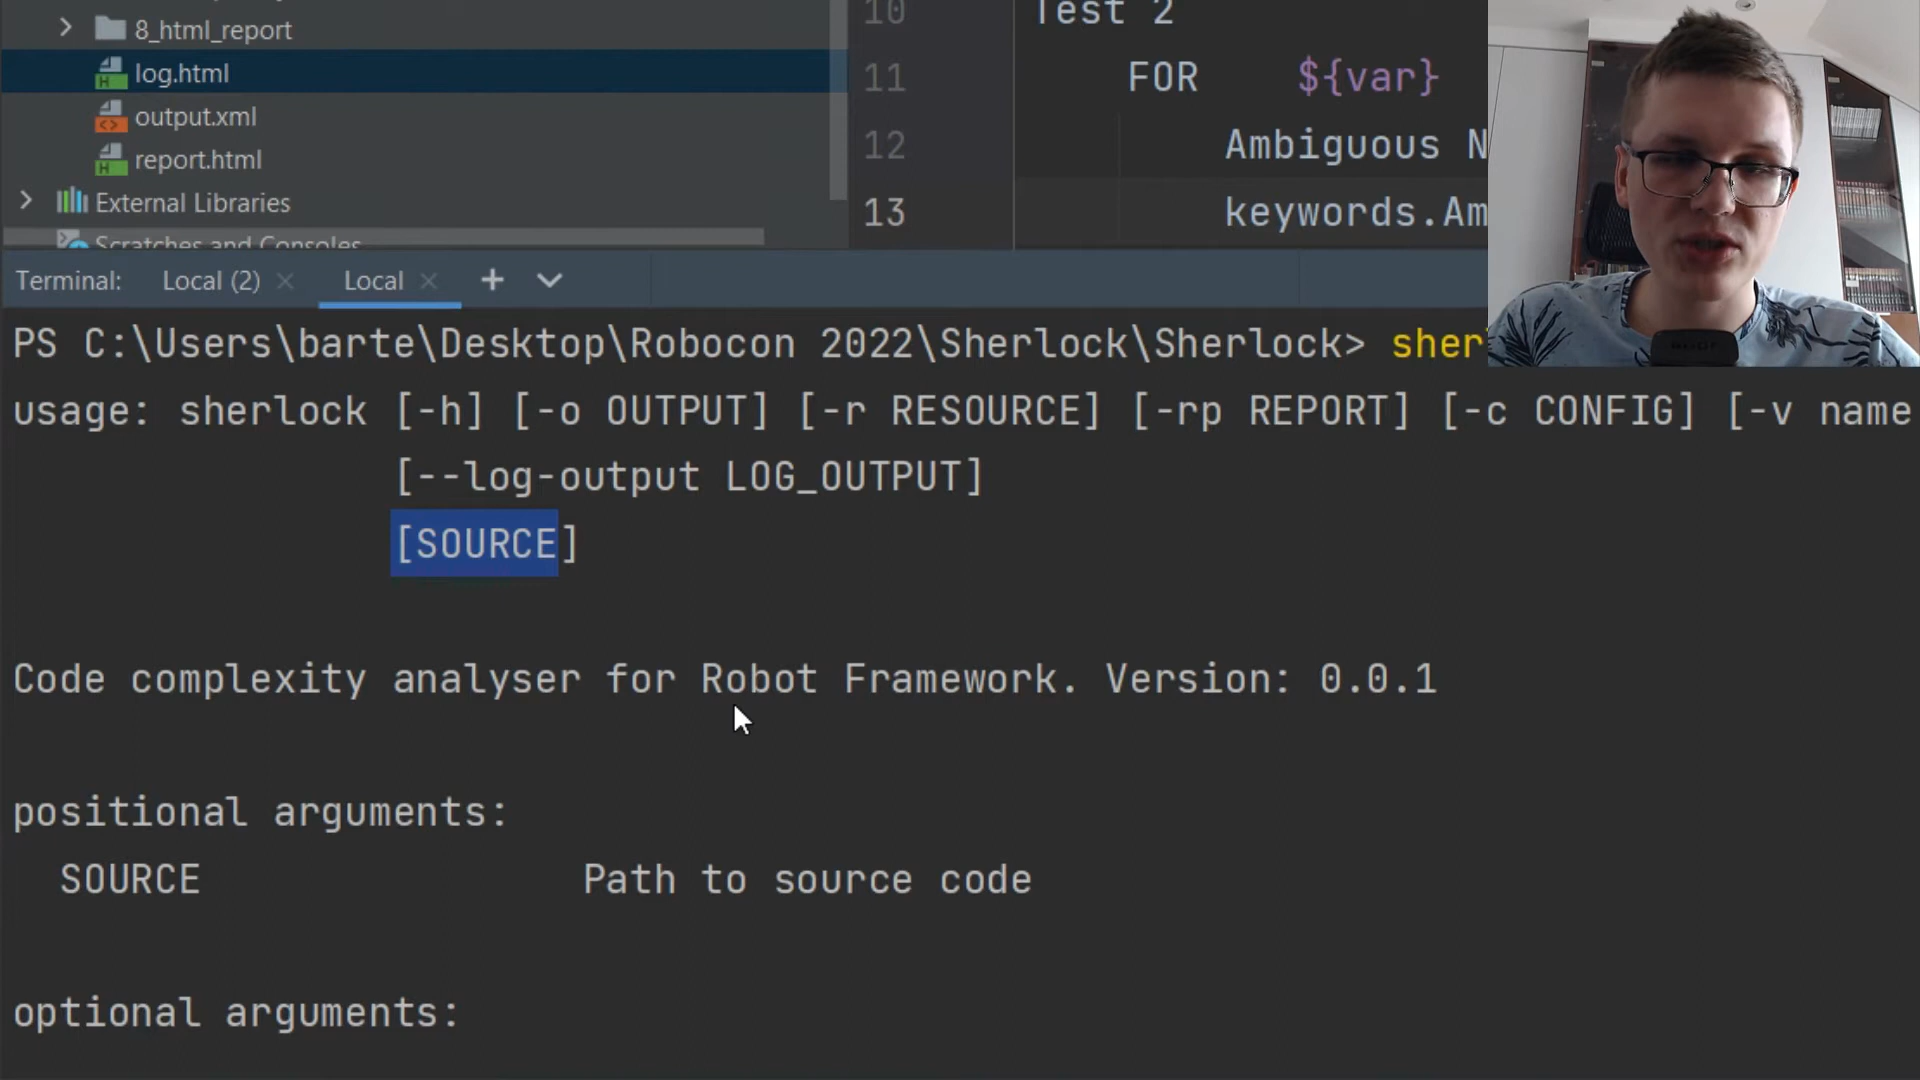 8_html_report
log.html
output.xml
report.html
External Libraries
Scratches and Consoles
10 Test 2
11 FOR ${var}
12 Ambiguous N
13 keywords.Am
Terminal: Local (2) × Local × +
PS C:\Users\barte\Desktop\Robocon 2022\Sherlock\Sherlock> sher
usage: sherlock [-h] [-o OUTPUT] [-r RESOURCE] [-rp REPORT] [-c CONFIG] [-v name
[--log-output LOG_OUTPUT]
[SOURCE]
Code complexity analyser for Robot Framework. Version: 0.0.1
positional arguments:
SOURCE Path to source code
optional arguments: